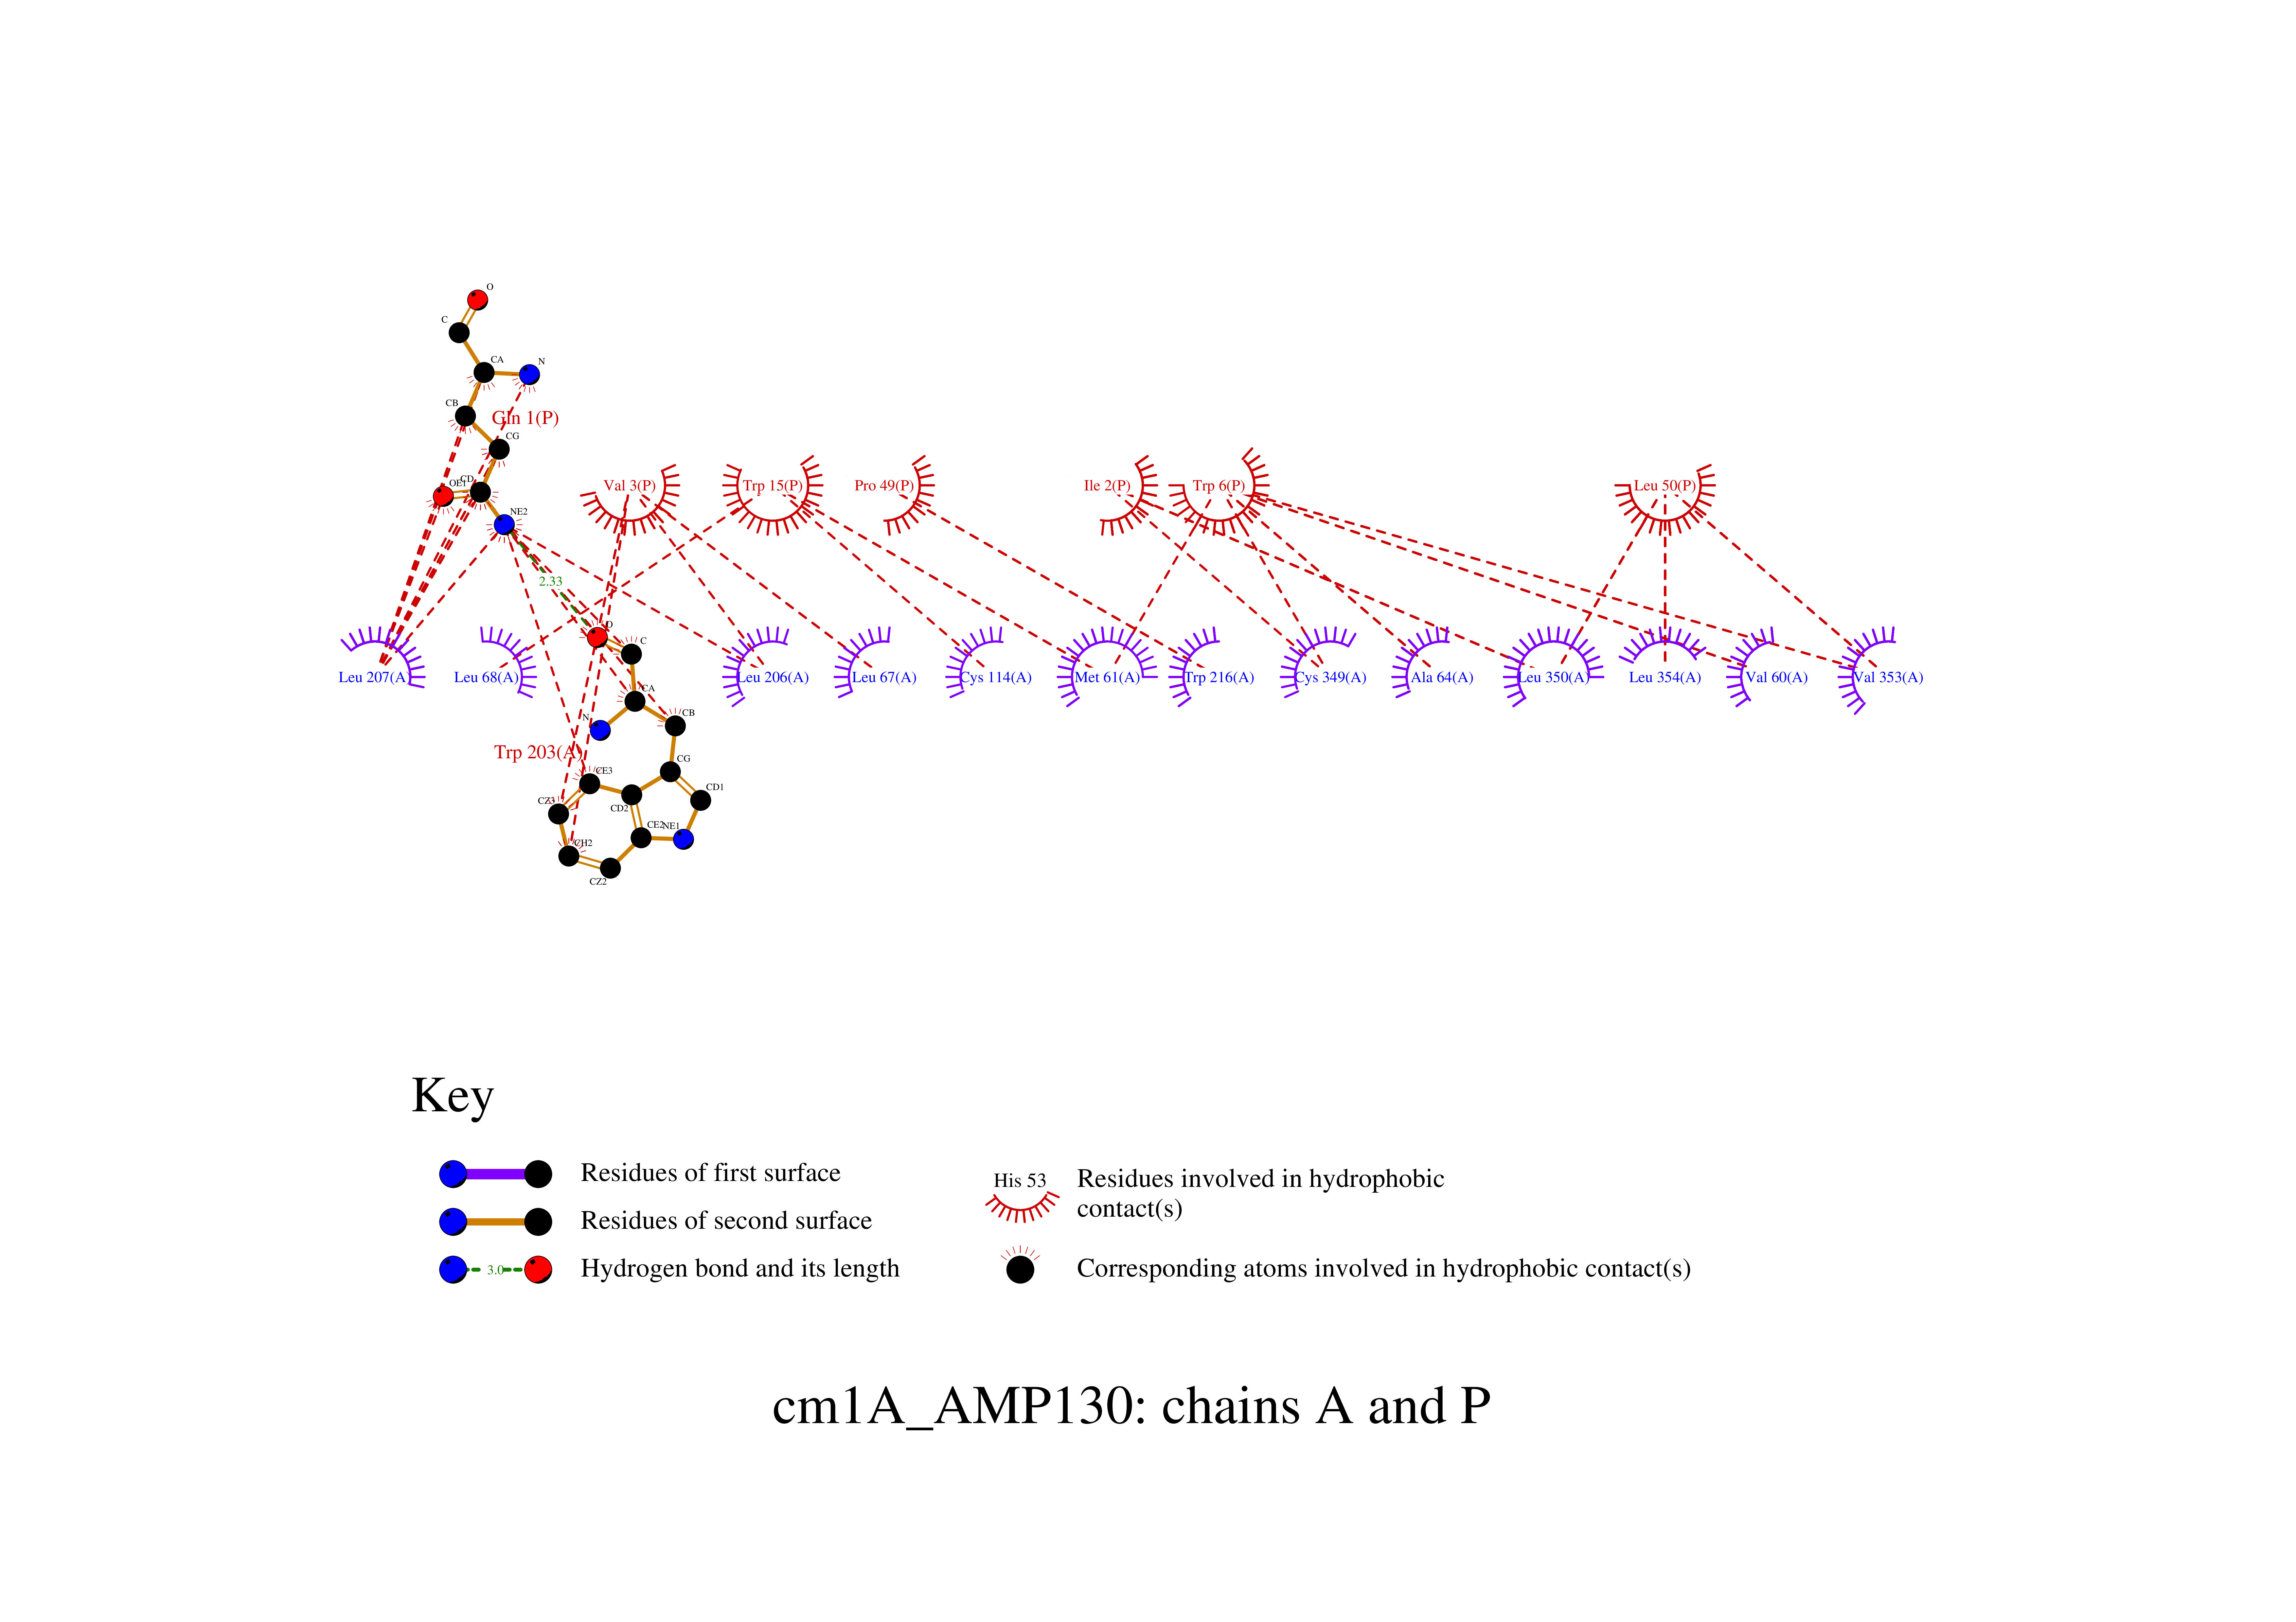 O
C
CA
N
CB
Gln 1(P)
CG
CD
OE1
NE2
Val 3(P)
Trp 15(P)
Pro 49(P)
Ile 2(P)
Trp 6(P)
Leu 50(P)
2.33
O
C
Leu 207(A)
Leu 68(A)
Leu 206(A)
Leu 67(A)
Cys 114(A)
Met 61(A)
Trp 216(A)
Cys 349(A)
Ala 64(A)
Leu 350(A)
Leu 354(A)
Val 60(A)
Val 353(A)
CA
N
CB
Trp 203(A)
CG
CE3
CD1
CZ3
CD2
CE2
NE1
CH2
CZ2
Key
Residues of first surface
Residues of second surface
3.0
Hydrogen bond and its length
His 53
Residues involved in hydrophobic
contact(s)
Corresponding atoms involved in hydrophobic contact(s)
cm1A_AMP130: chains A and P